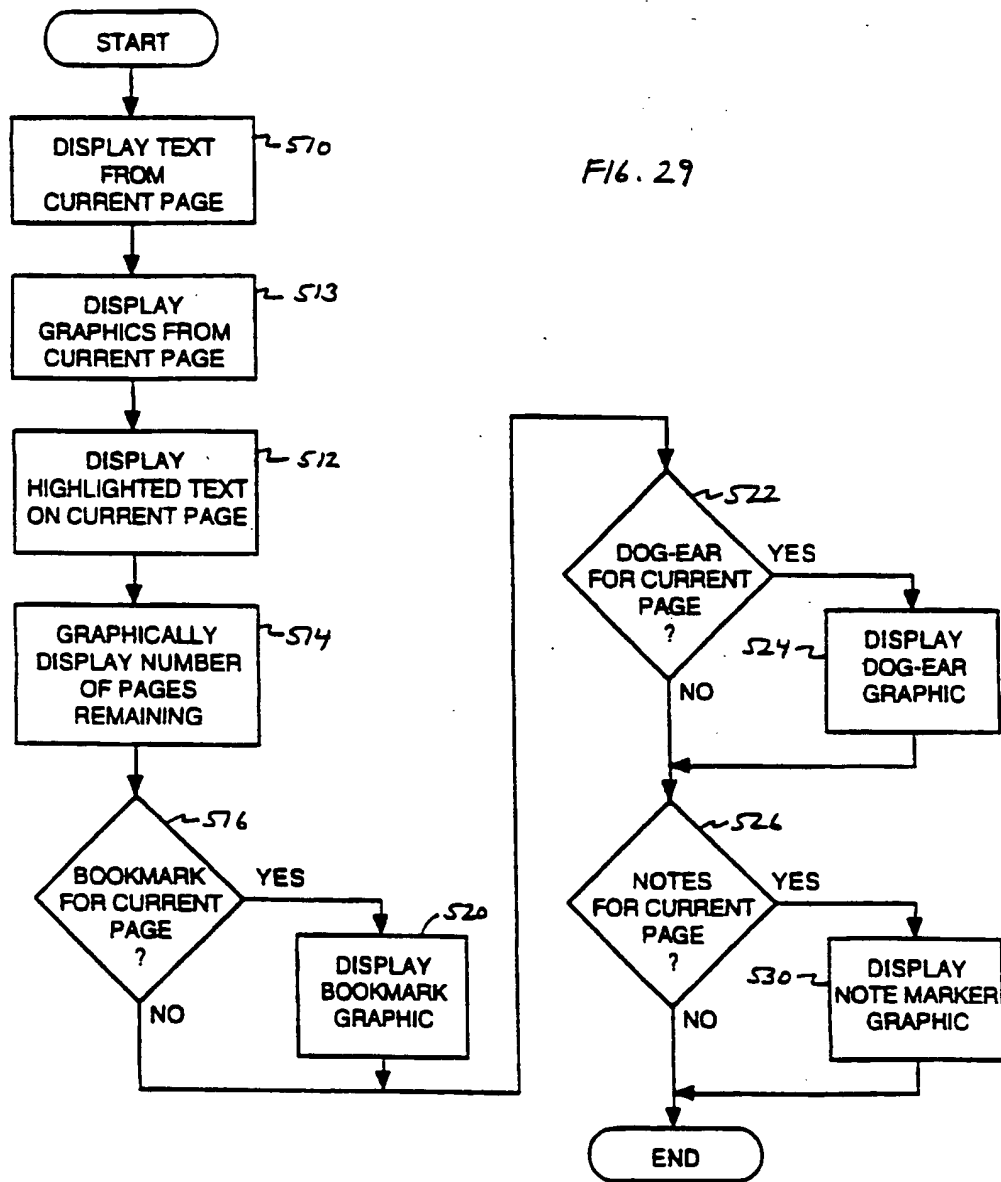 START
DISPLAY TEXT
FROM
CURRENT PAGE
510
FIG. 29
DISPLAY
GRAPHICS FROM
CURRENT PAGE
513
DISPLAY
HIGHLIGHTED TEXT
ON CURRENT PAGE
512
GRAPHICALLY
DISPLAY NUMBER
OF PAGES
REMAINING
514
BOOKMARK
FOR CURRENT
PAGE
?
516
YES
NO
520
DISPLAY
BOOKMARK
GRAPHIC
DOG-EAR
FOR CURRENT
PAGE
?
522
YES
NO
524
DISPLAY
DOG-EAR
GRAPHIC
NOTES
FOR CURRENT
PAGE
?
526
YES
NO
530
DISPLAY
NOTE MARKER
GRAPHIC
END